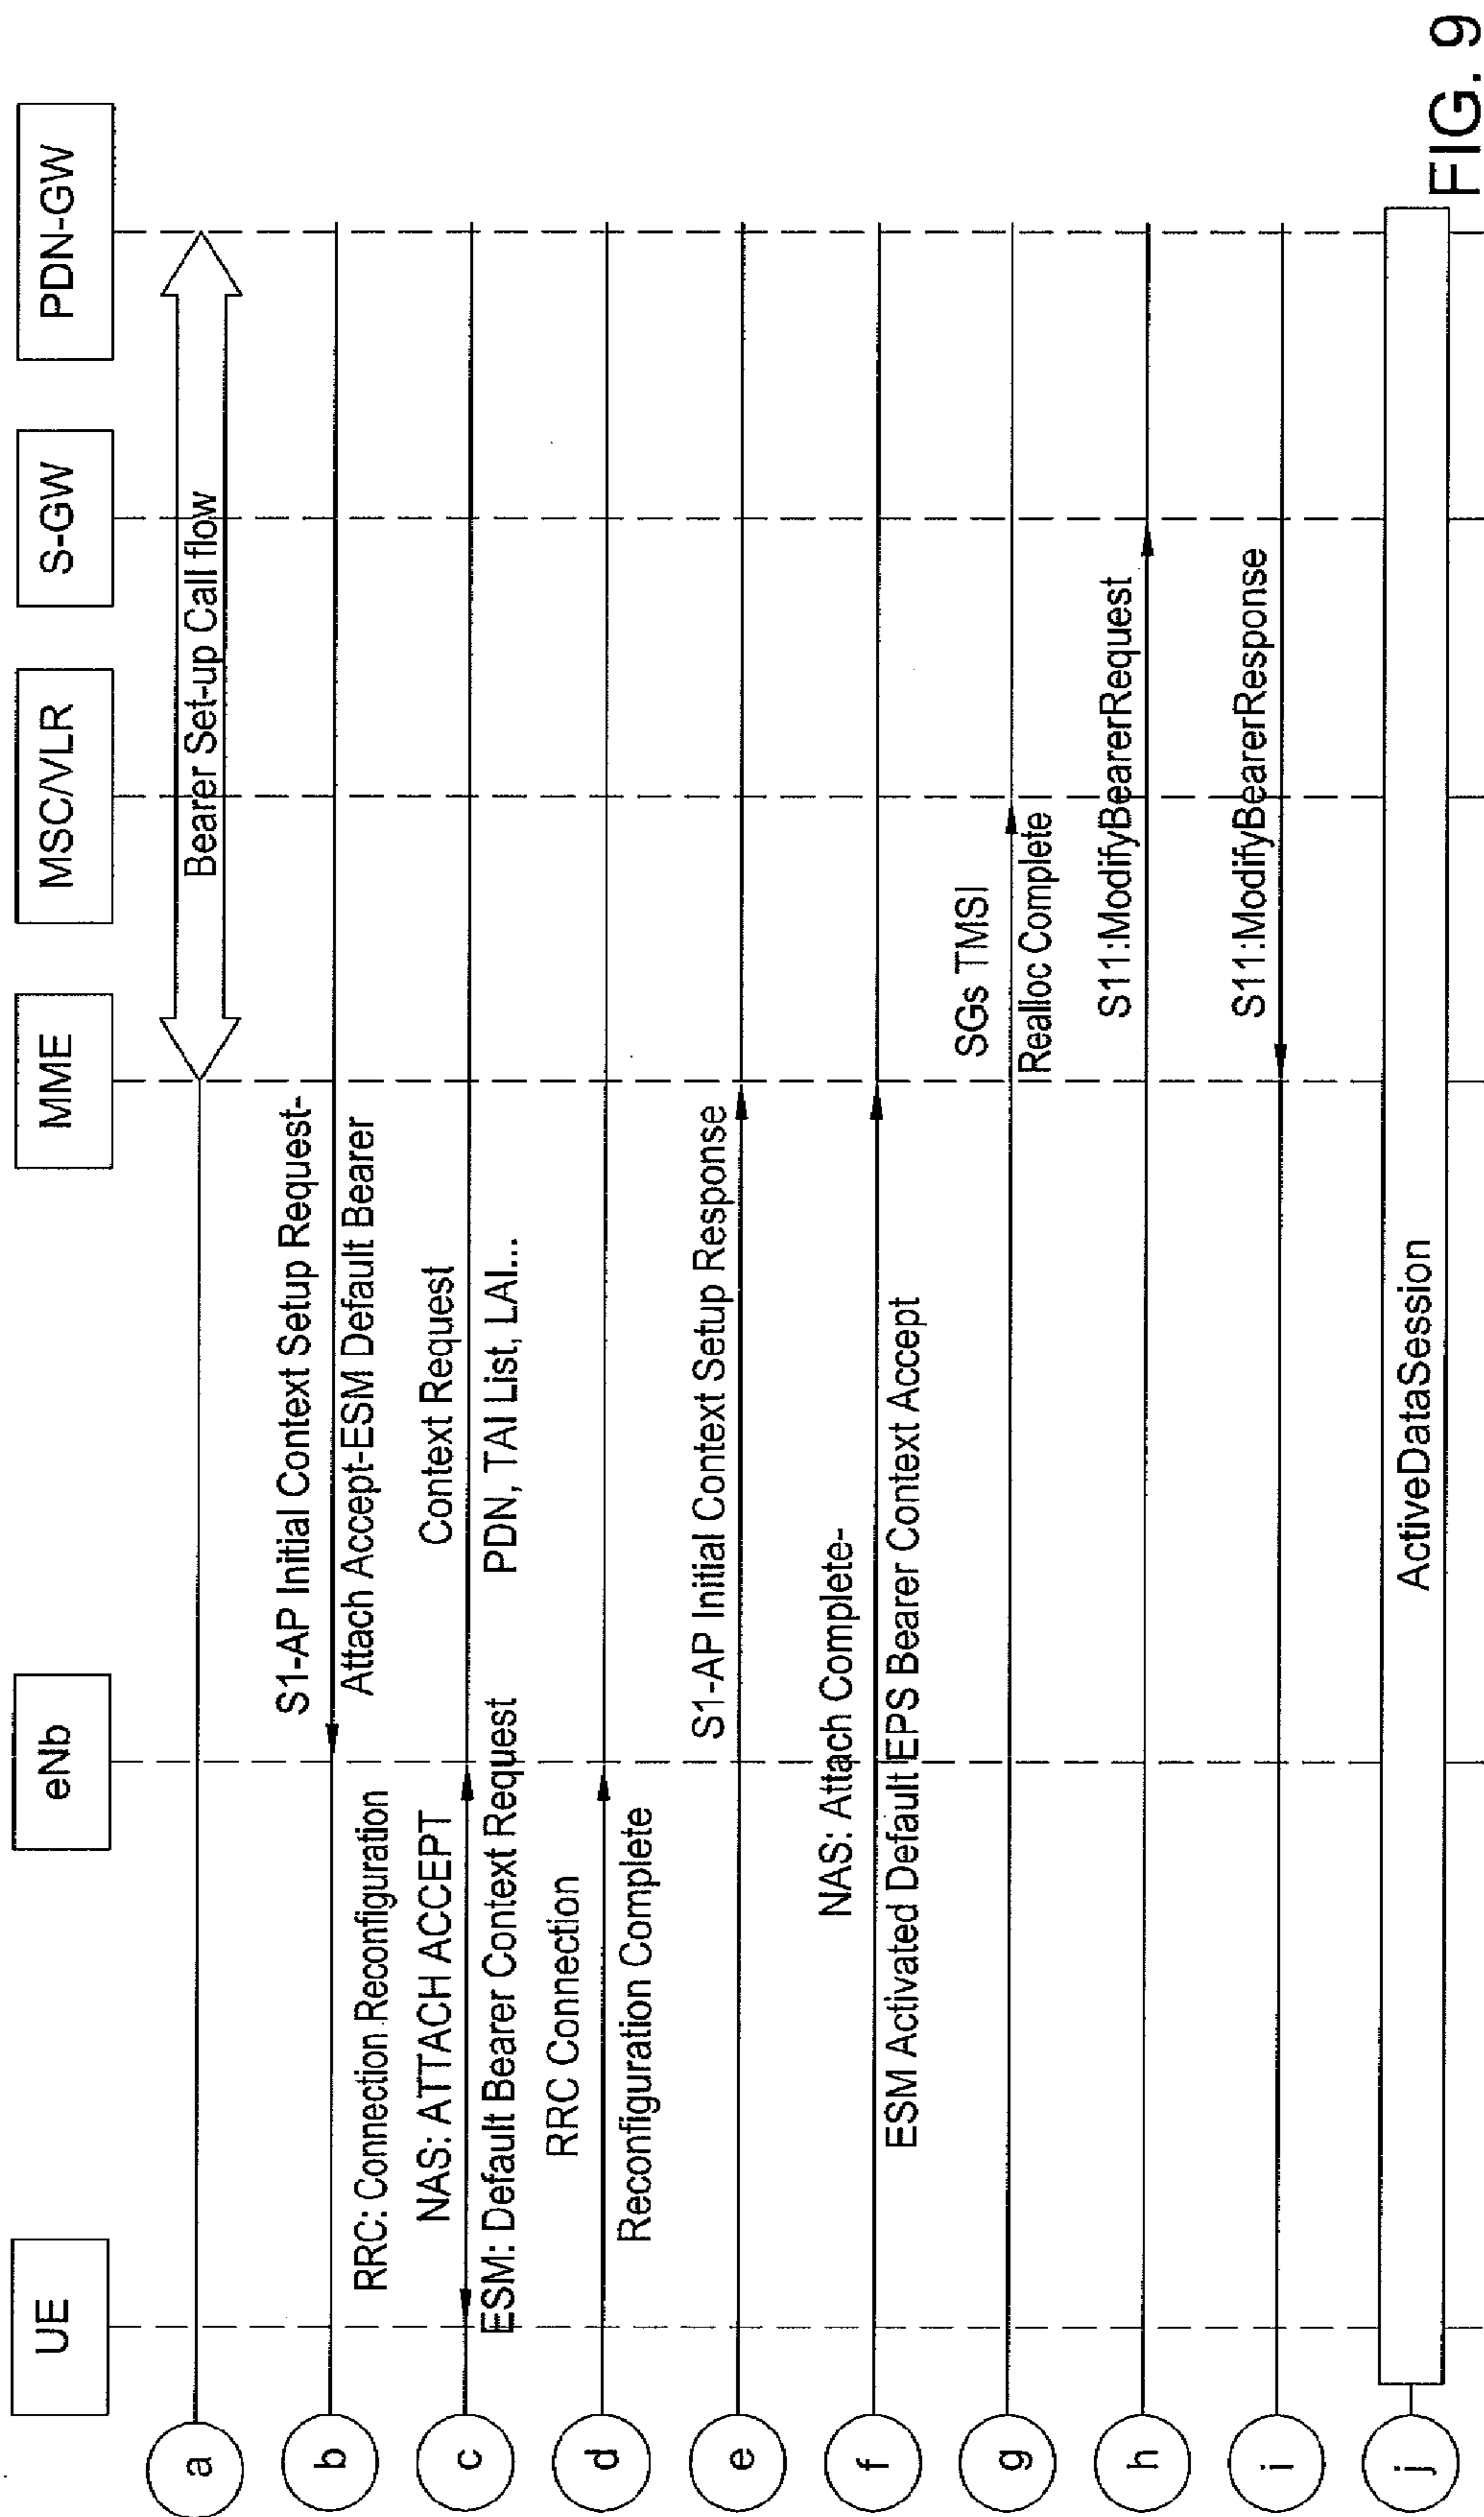 UE
eNb
MME
MSC/VLR
S-GW
PDN-GW
a
Bearer Set-up Call flow
b
S1-AP Initial Context Setup Request-
Attach Accept-ESM Default Bearer
RRC: Connection Reconfiguration
c
NAS: ATTACH ACCEPT
Context Request
ESM: Default Bearer Context Request
PDN, TAI List, LAI...
d
RRC Connection
Reconfiguration Complete
e
S1-AP Initial Context Setup Response
f
NAS: Attach Complete-
ESM Activated Default EPS Bearer Context Accept
g
SGs TMSI
Realloc Complete
h
S11:ModifyBearerRequest
i
S11:ModifyBearerResponse
j
ActiveDataSession
FIG. 9